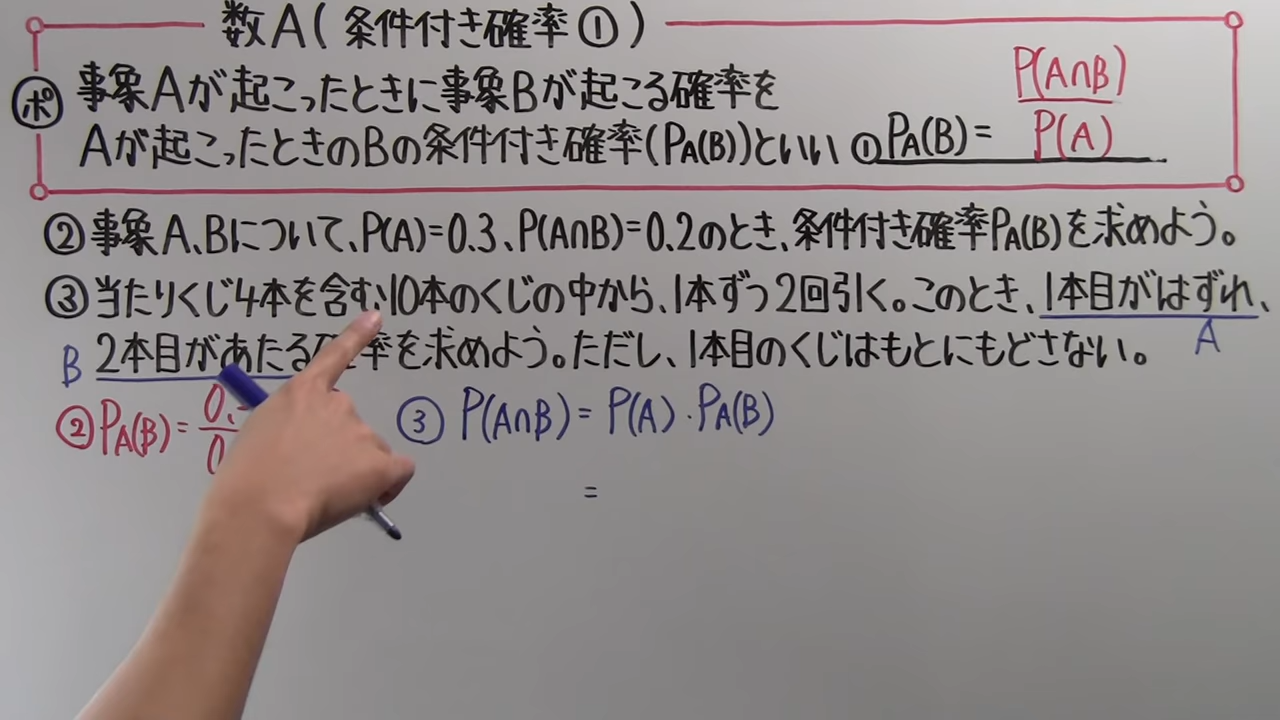 数A(条件付き確率①)
ポ 事象Aが起こったときに事象Bが起こる確率を
Aが起こったときのBの条件付き確率(PA(B))といい ①PA(B)= P(A∩B)/P(A)
②事象A、Bについて、P(A)=0.3、P(A∩B)=0.2のとき、条件付き確率PA(B)を求めよう。
③当たりくじ4本を含む10本のくじの中から、1本ずつ2回引く。このとき、1本目がはずれ、
A
B 2本目があたる 率を求めよう。ただし、1本目のくじはもとにもどさない。
②PA(B)= 0. / 0
③ P(A∩B)= P(A)・PA(B)
=